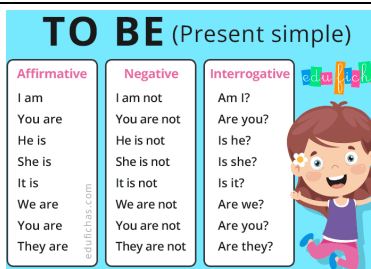 TO BE (Present simple)
Affirmative
I am
You are
He is
She is
It is
We are
You are
They are
Negative
I am not
You are not
He is not
She is not
It is not
We are not
You are not
They are not
Interrogative
Am I?
Are you?
Is he?
Is she?
Is it?
Are we?
Are you?
Are they?
edufich
edufichas.com